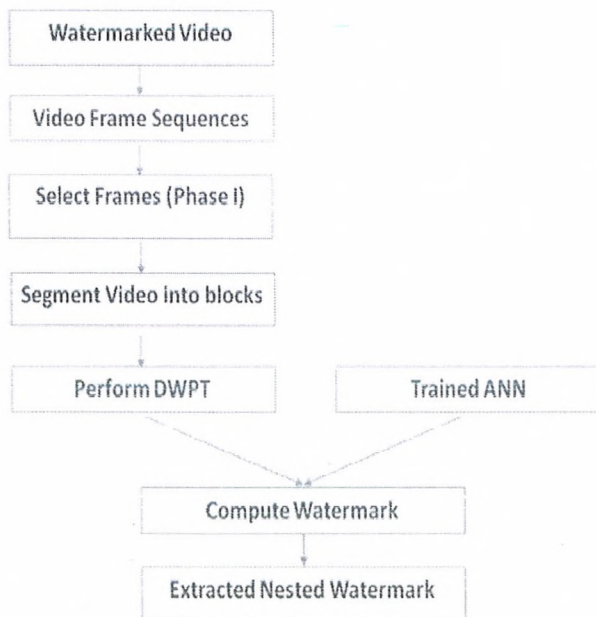 Watermarked Video
Video Frame Sequences
Select Frames (Phase I)
Segment Video into blocks
Perform DWPT
Trained ANN
Compute Watermark
Extracted Nested Watermark